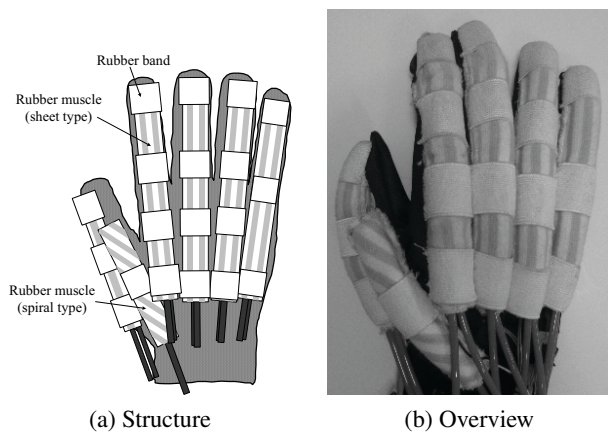 Rubber band
Rubber muscle
(sheet type)
Rubber muscle
(spiral type)
(a) Structure
(b) Overview